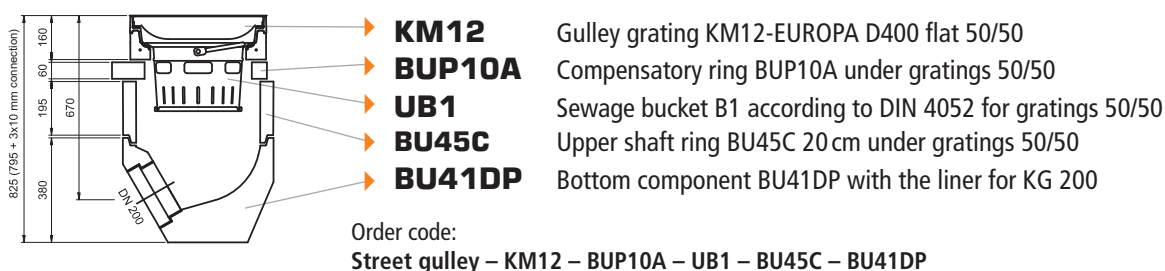 KM12 Gulley grating KM12-EUROPA D400 flat 50/50
BUP10A Compensatory ring BUP10A under gratings 50/50
UB1 Sewage bucket B1 according to DIN 4052 for gratings 50/50
BU45C Upper shaft ring BU45C 20 cm under gratings 50/50
BU41DP Bottom component BU41DP with the liner for KG 200
825 (795 + 3x10 mm connection)
160
60
195
380
670
DN 200
Order code:
Street gulley – KM12 – BUP10A – UB1 – BU45C – BU41DP